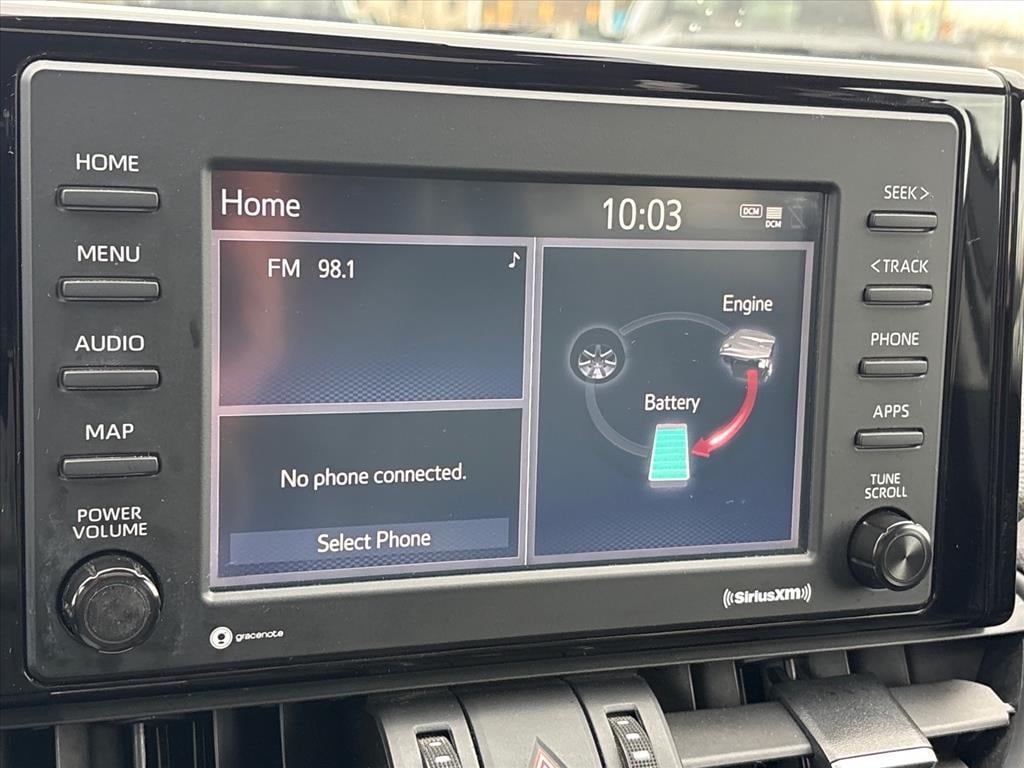 HOME
MENU
AUDIO
MAP
POWER
VOLUME
Home
10:03
DCM
DCM
FM 98.1
No phone connected.
Select Phone
Engine
Battery
SEEK >
< TRACK
PHONE
APPS
TUNE
SCROLL
gracenote
SiriusXM